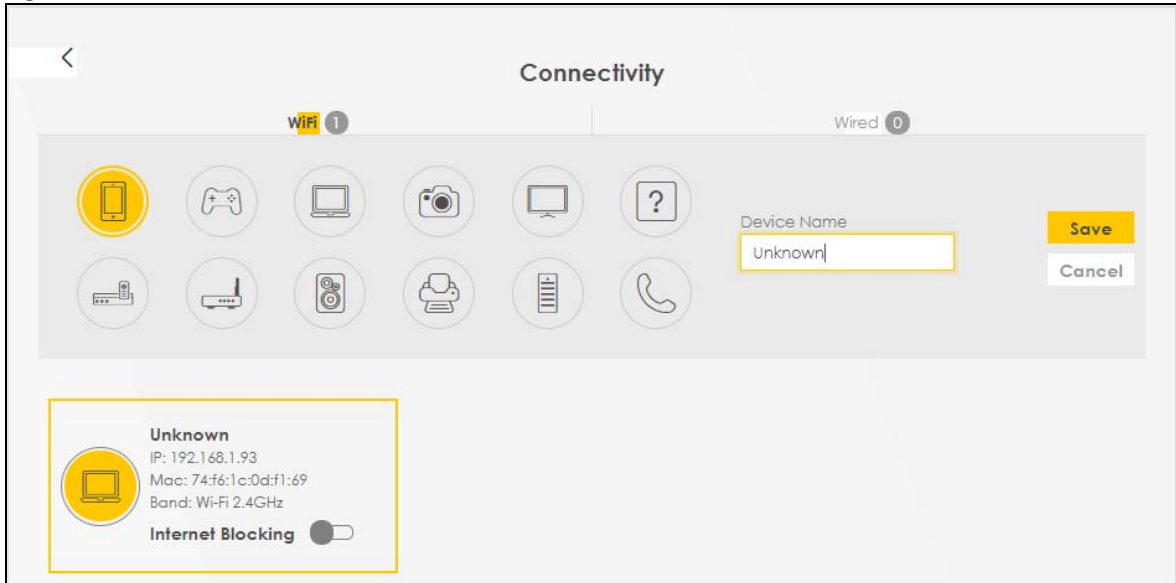 Connectivity
WiFi 1
Wired 0
?
Device Name
Unknown
Save
Cancel
Unknown
IP: 192.168.1.93
Mac: 74:f6:1c:0d:f1:69
Band: Wi-Fi 2.4GHz
Internet Blocking